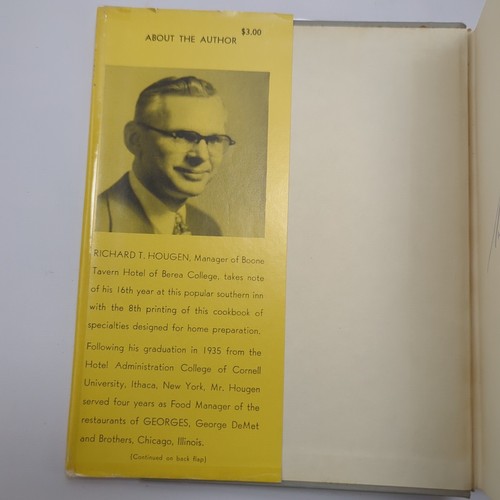 $3.00
ABOUT THE AUTHOR
RICHARD T. HOUGEN, Manager of Boone
Tavern Hotel of Berea College, takes note
of his 16th year at this popular southern inn
with the 8th printing of this cookbook of
specialties designed for home preparation.
Following his graduation in 1935 from the
Hotel Administration College of Cornell
University, Ithaca, New York, Mr. Hougen
served four years as Food Manager of the
restaurants of GEORGES, George DeMet
and Brothers, Chicago, Illinois.
(Continued on back flap)